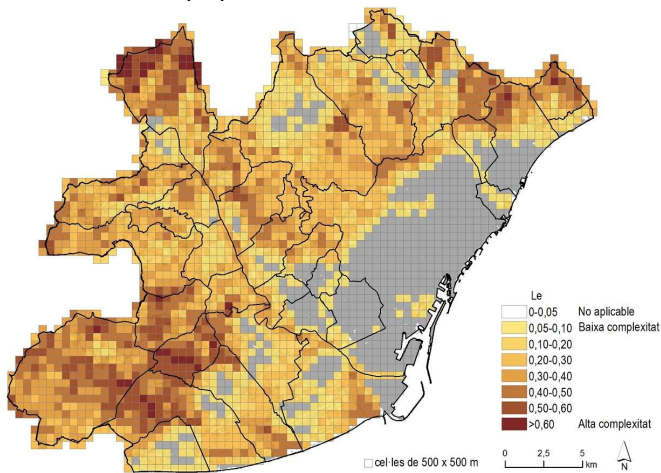 Le
0-0,05 No aplicable
0,05-0,10 Baixa complexitat
0,10-0,20
0,20-0,30
0,30-0,40
0,40-0,50
0,50-0,60
>0,60 Alta complexitat
cel·les de 500 x 500 m
0 2,5 5
km
N